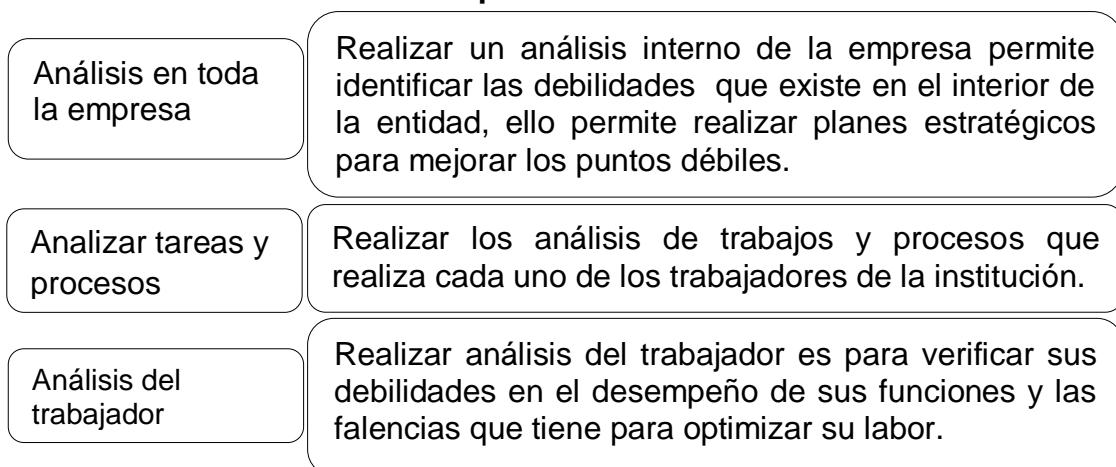 Análisis en toda
la empresa
Realizar un análisis interno de la empresa permite
identificar las debilidades que existe en el interior de
la entidad, ello permite realizar planes estratégicos
para mejorar los puntos débiles.
Analizar tareas y
procesos
Realizar los análisis de trabajos y procesos que
realiza cada uno de los trabajadores de la institución.
Análisis del
trabajador
Realizar análisis del trabajador es para verificar sus
debilidades en el desempeño de sus funciones y las
falencias que tiene para optimizar su labor.